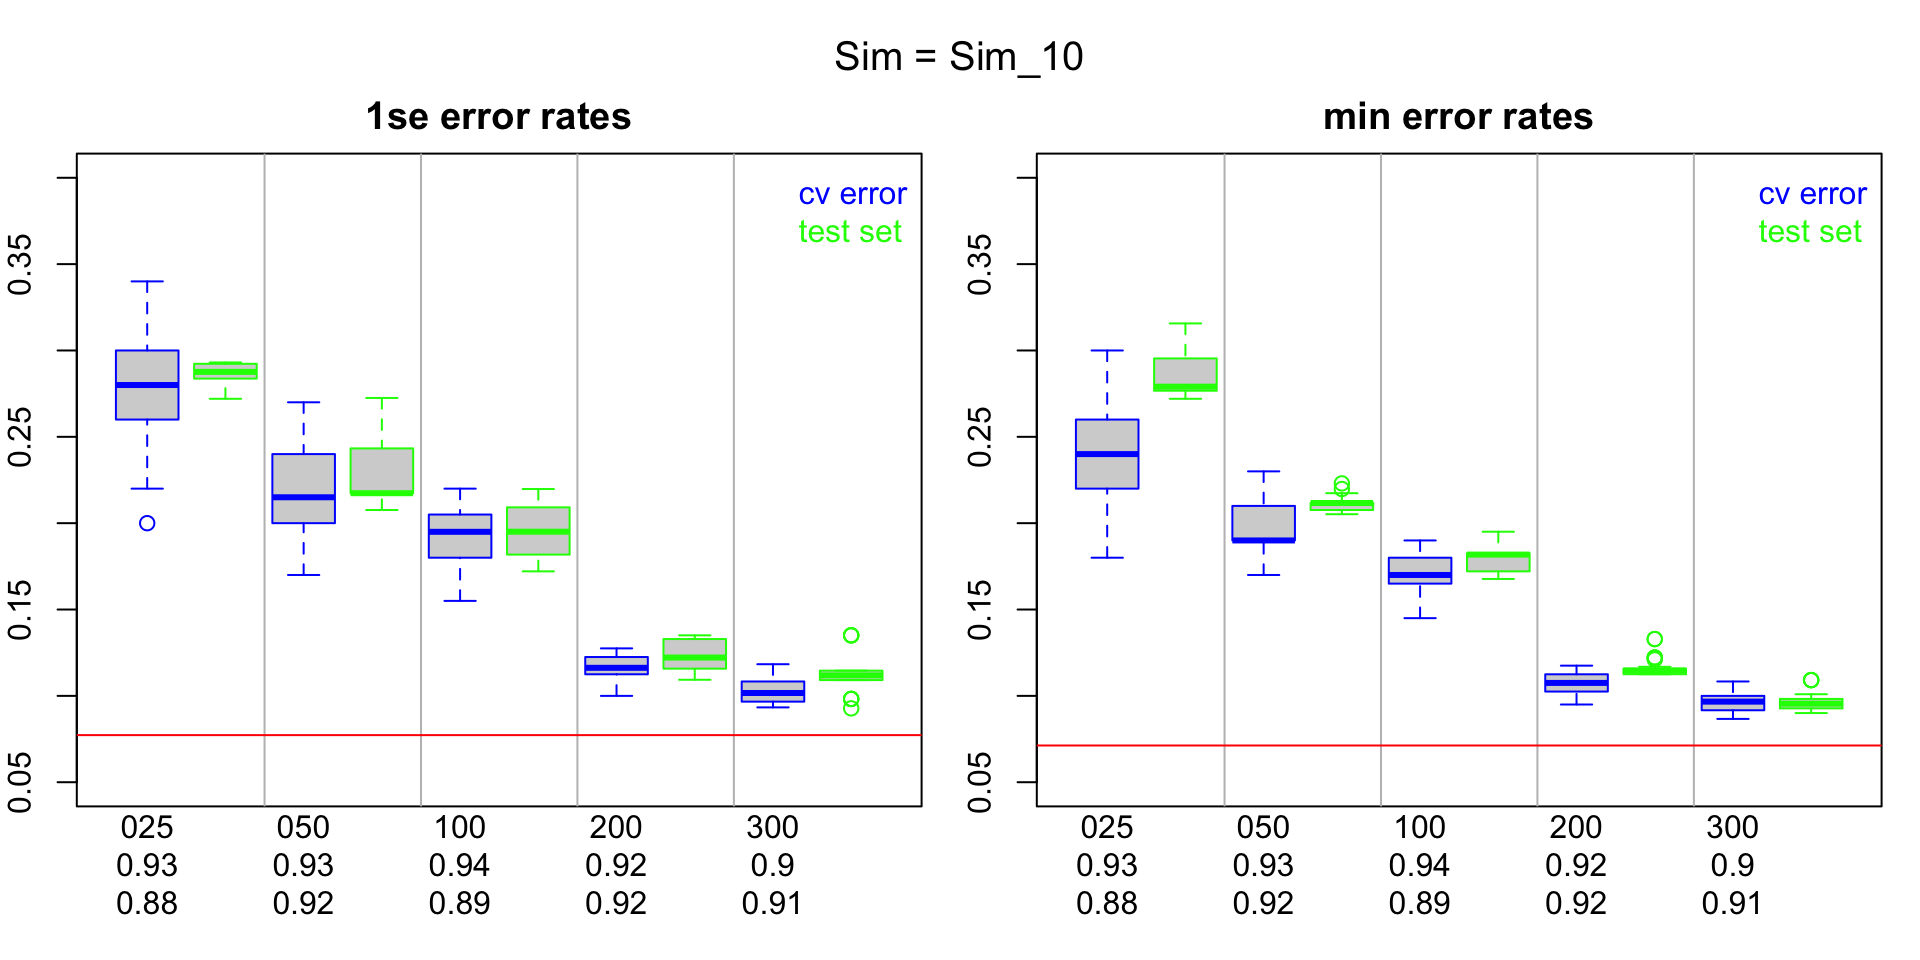 Sim = Sim_10
1se error rates
cv error
test set
0.35
0.25
0.15
0.05
025 050 100 200 300
0.93 0.93 0.94 0.92 0.9
0.88 0.92 0.89 0.92 0.91
min error rates
cv error
test set
0.35
0.25
0.15
0.05
025 050 100 200 300
0.93 0.93 0.94 0.92 0.9
0.88 0.92 0.89 0.92 0.91